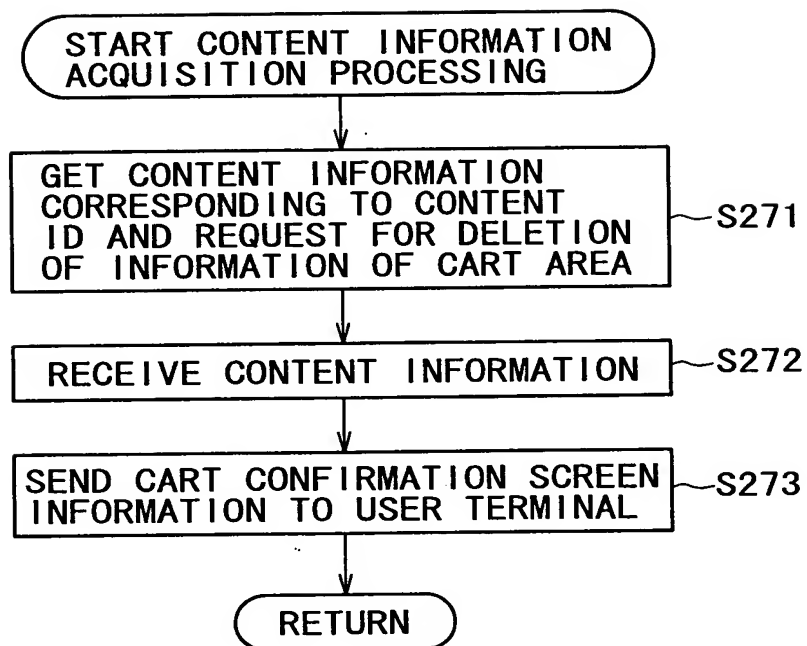 START CONTENT INFORMATION
ACQUISITION PROCESSING
GET CONTENT INFORMATION
CORRESPONDING TO CONTENT
ID AND REQUEST FOR DELETION
OF INFORMATION OF CART AREA
S271
RECEIVE CONTENT INFORMATION
S272
SEND CART CONFIRMATION SCREEN
INFORMATION TO USER TERMINAL
S273
RETURN